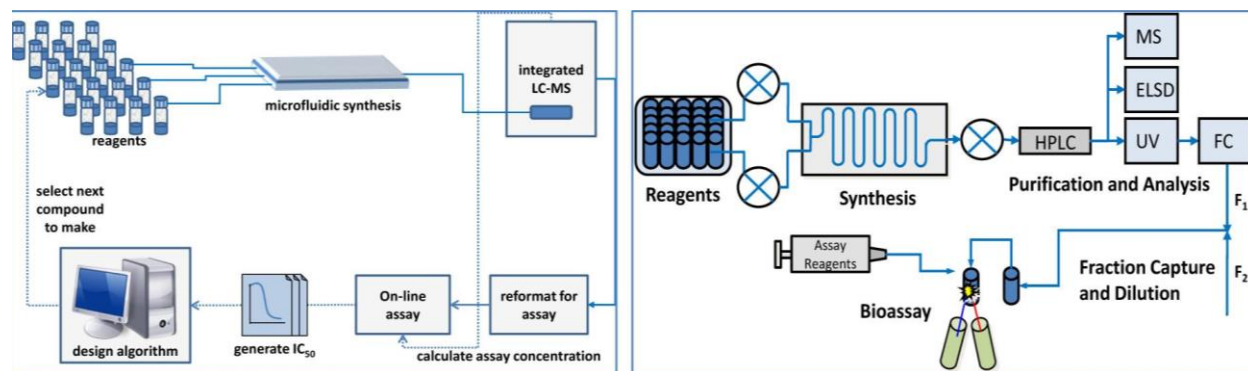 integrated
LC-MS
microfluidic synthesis
reagents
select next
compound
to make
On-line
assay
reformat for
assay
design algorithm
generate IC50
calculate assay concentration
MS
ELSD
HPLC
UV
FC
Reagents
Synthesis
Purification and Analysis
F1
Assay
Reagents
Fraction Capture
and Dilution
F2
Bioassay